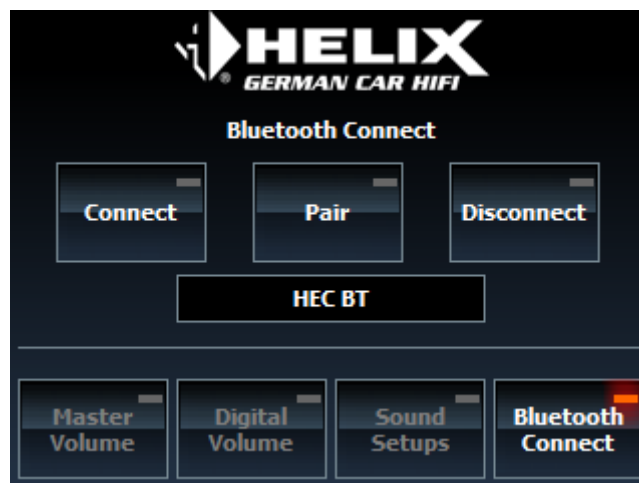 HELIX
®
GERMAN CAR HIFI
Bluetooth Connect
Connect Pair Disconnect
HEC BT
Master Digital Sound Bluetooth
Volume Volume Setups Connect